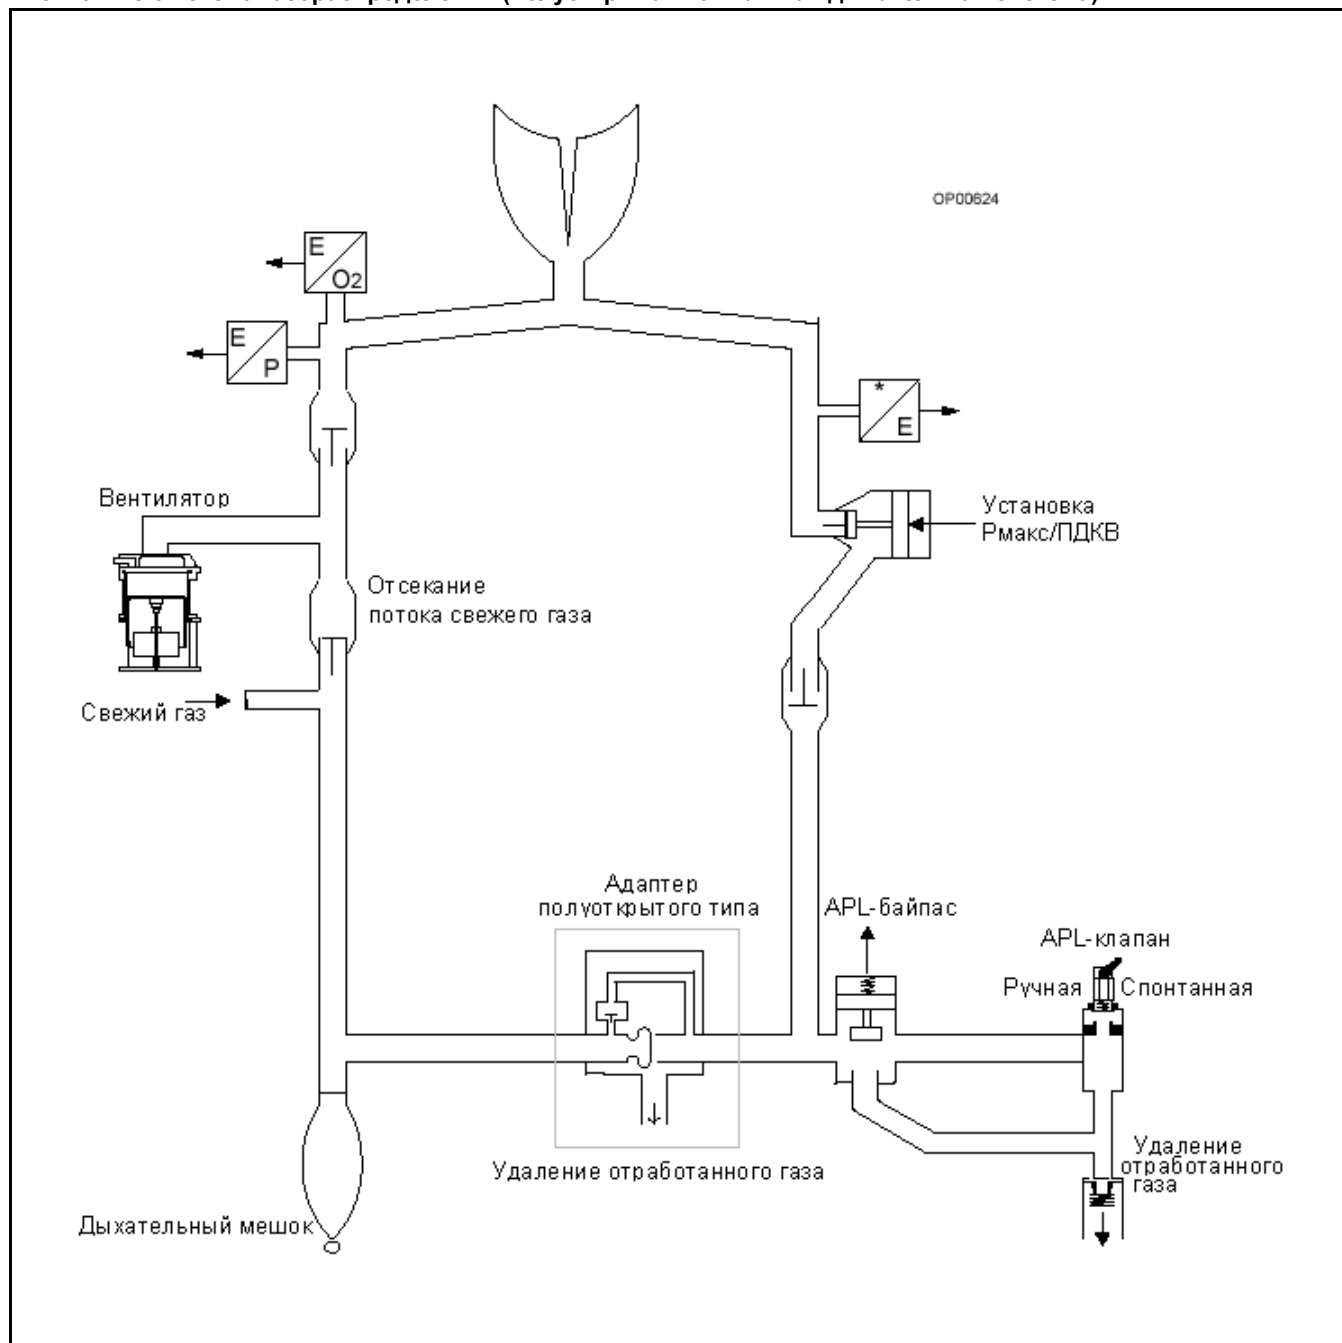 OP00624
E
O2
E
P
*
E
Вентилятор
Установка
Pмакс/ПДКВ
Отсекание
потока свежего газа
Свежий газ
Адаптер
полуоткрытого типа
APL-байпас
APL-клапан
Ручная
Спонтанная
Удаление отработанного газа
Удаление
отработанного
газа
Дыхательный мешок